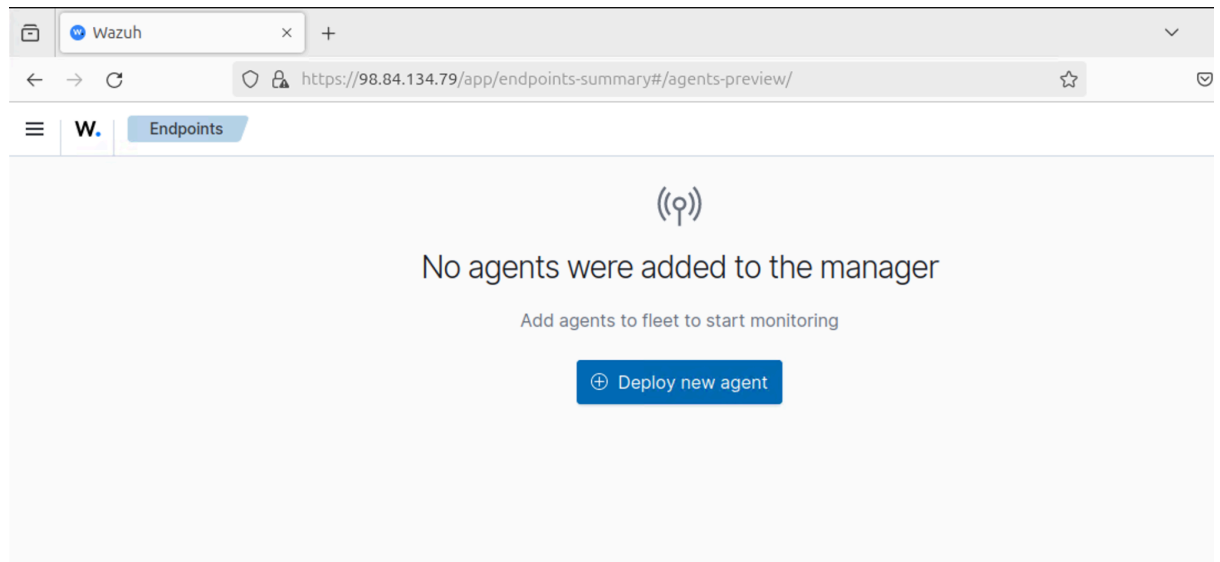 Wazuh
https://98.84.134.79/app/endpoints-summary#/agents-preview/
W. Endpoints
No agents were added to the manager
Add agents to fleet to start monitoring
Deploy new agent